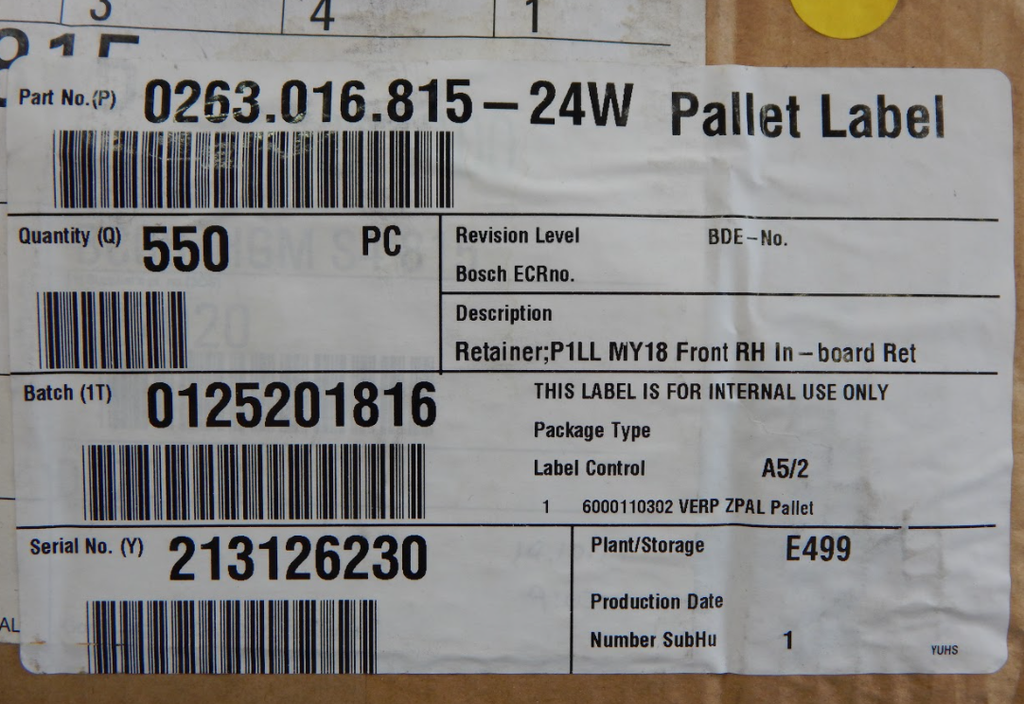 3 4 1
Part No.(P) 0263.016.815-24W Pallet Label
Quantity (Q) 550 PC
Revision Level BDE-No.
Bosch ECRno.
Description
Retainer;P1LL MY18 Front RH In-board Ret
Batch (1T) 0125201816
THIS LABEL IS FOR INTERNAL USE ONLY
Package Type
Label Control A5/2
1 6000110302 VERP ZPAL Pallet
Serial No. (Y) 213126230
Plant/Storage E499
Production Date
Number SubHu 1
YUHS